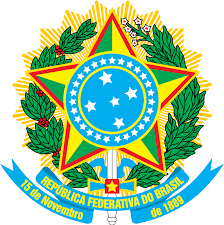 REPÚBLICA FEDERATIVA DO BRASIL
15 de Novembro
de 1889